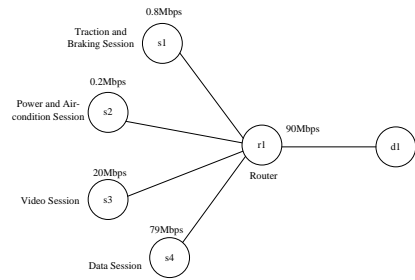 0.8Mbps
Traction and
Braking Session
s1
0.2Mbps
Power and Air-
condition Session
s2
r1
90Mbps
d1
Router
20Mbps
Video Session
s3
79Mbps
Data Session
s4